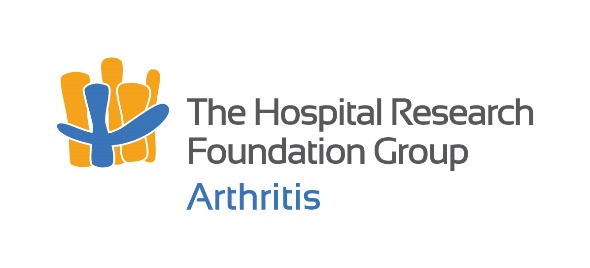 The Hospital Research
Foundation Group
Arthritis